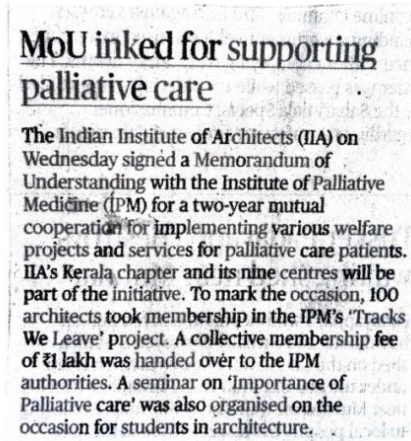 MoU inked for supporting
palliative care
The Indian Institute of Architects (IIA) on
Wednesday signed a Memorandum of
Understanding with the Institute of Palliative
Medicine (IPM) for a two-year mutual
cooperation for implementing various welfare
projects and services for palliative care patients.
IIA's Kerala chapter and its nine centres will be
part of the initiative. To mark the occasion, 100
architects took membership in the IPM's 'Tracks
We Leave' project. A collective membership fee
of ₹1 lakh was handed over to the IPM
authorities. A seminar on 'Importance of
Palliative care' was also organised on the
occasion for students in architecture.